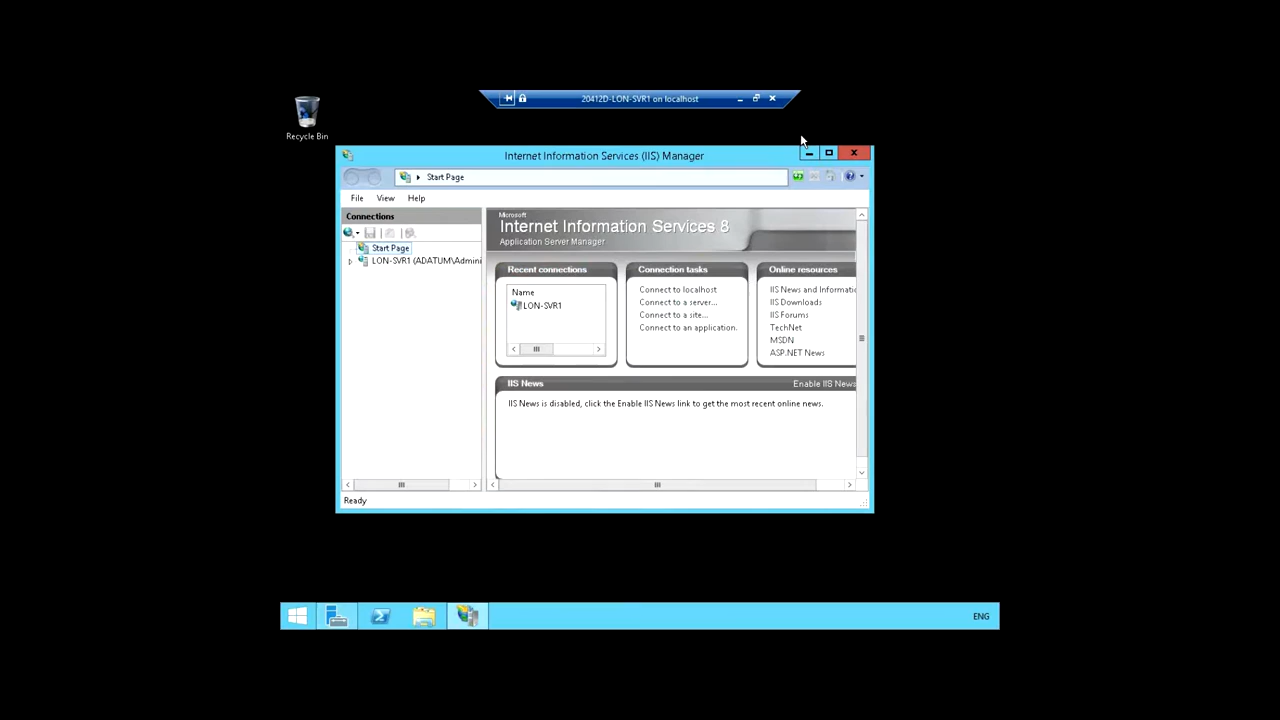 20412D-LON-SVR1 on localhost
Recycle Bin
Internet Information Services (IIS) Manager
Start Page
File View Help
Connections
Start Page
LON-SVR1 (ADATUM\Admini
Microsoft
Internet Information Services 8
Application Server Manager
Recent connections
Name
LON-SVR1
Connection tasks
Connect to localhost
Connect to a server...
Connect to a site...
Connect to an application.
Online resources
IIS News and Informatio
IIS Downloads
IIS Forums
TechNet
MSDN
ASP.NET News
IIS News
Enable IIS News
IIS News is disabled, click the Enable IIS News link to get the most recent online news.
Ready
ENG